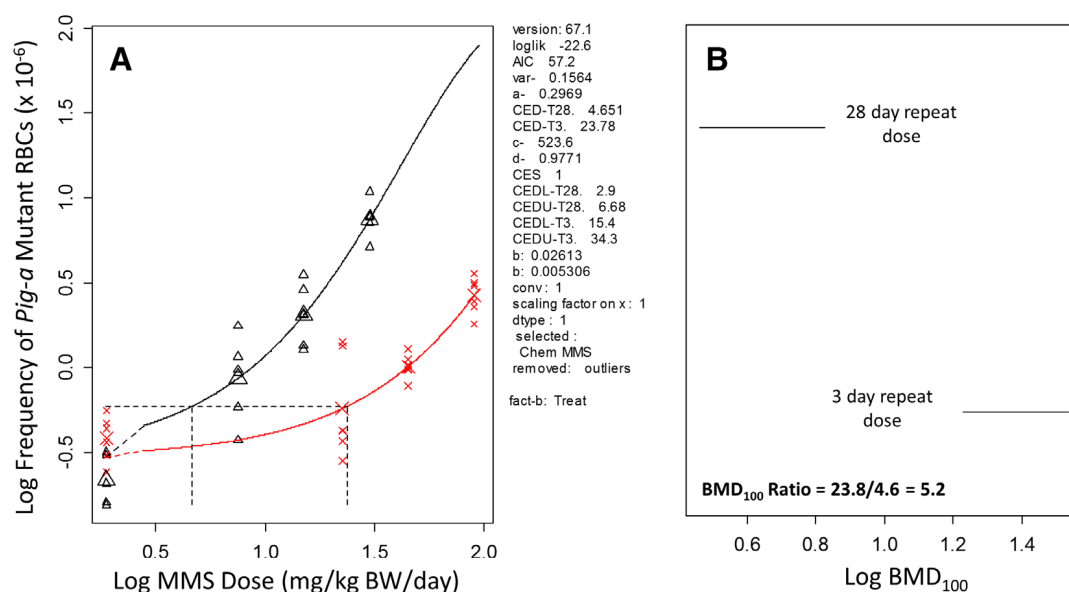 A
Log Frequency of Pig-a Mutant RBCs (x 10⁻⁶)
2.0
1.5
1.0
0.5
0.0
-0.5
0.5 1.0 1.5 2.0
Log MMS Dose (mg/kg BW/day)
version: 67.1
loglik -22.6
AIC 57.2
var- 0.1564
a- 0.2969
CED-T28. 4.651
CED-T3. 23.78
c- 523.6
d- 0.9771
CES 1
CEDL-T28. 2.9
CEDU-T28. 6.68
CEDL-T3. 15.4
CEDU-T3. 34.3
b: 0.02613
b: 0.005306
conv : 1
scaling factor on x : 1
dtype : 1
selected :
Chem MMS
removed: outliers
fact-b: Treat
B
28 day repeat
dose
3 day repeat
dose
BMD₁₀₀ Ratio = 23.8/4.6 = 5.2
0.6 0.8 1.0 1.2 1.4
Log BMD₁₀₀